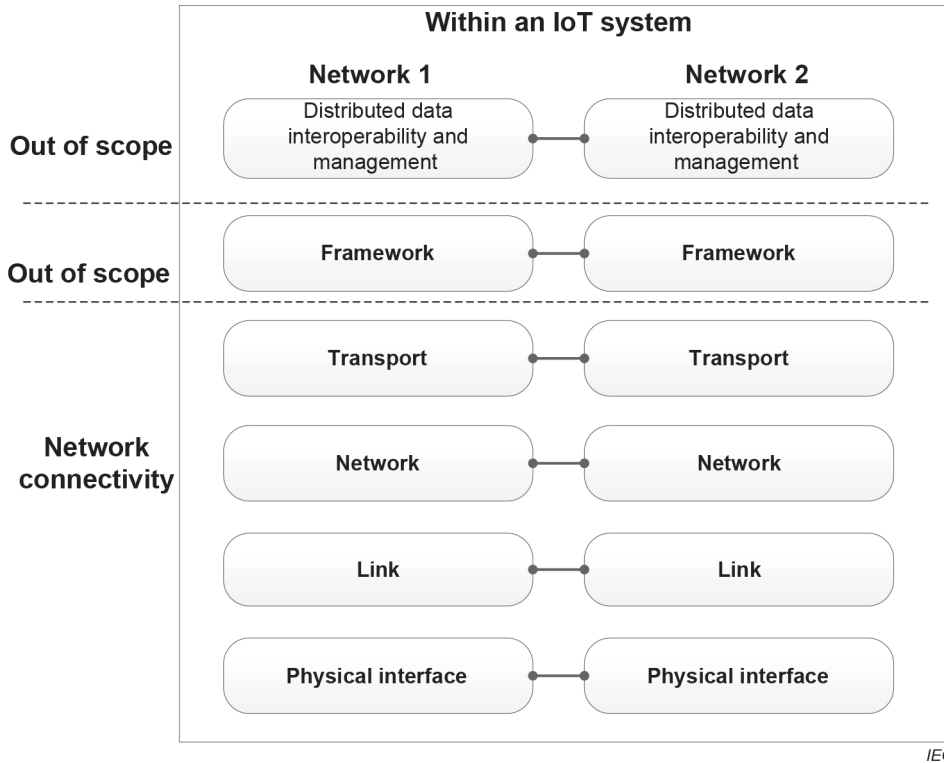 Within an IoT system
Network 1
Network 2
Distributed data
interoperability and
management
Distributed data
interoperability and
management
Out of scope
Framework
Framework
Out of scope
Transport
Transport
Network
connectivity
Network
Network
Link
Link
Physical interface
Physical interface
IEC